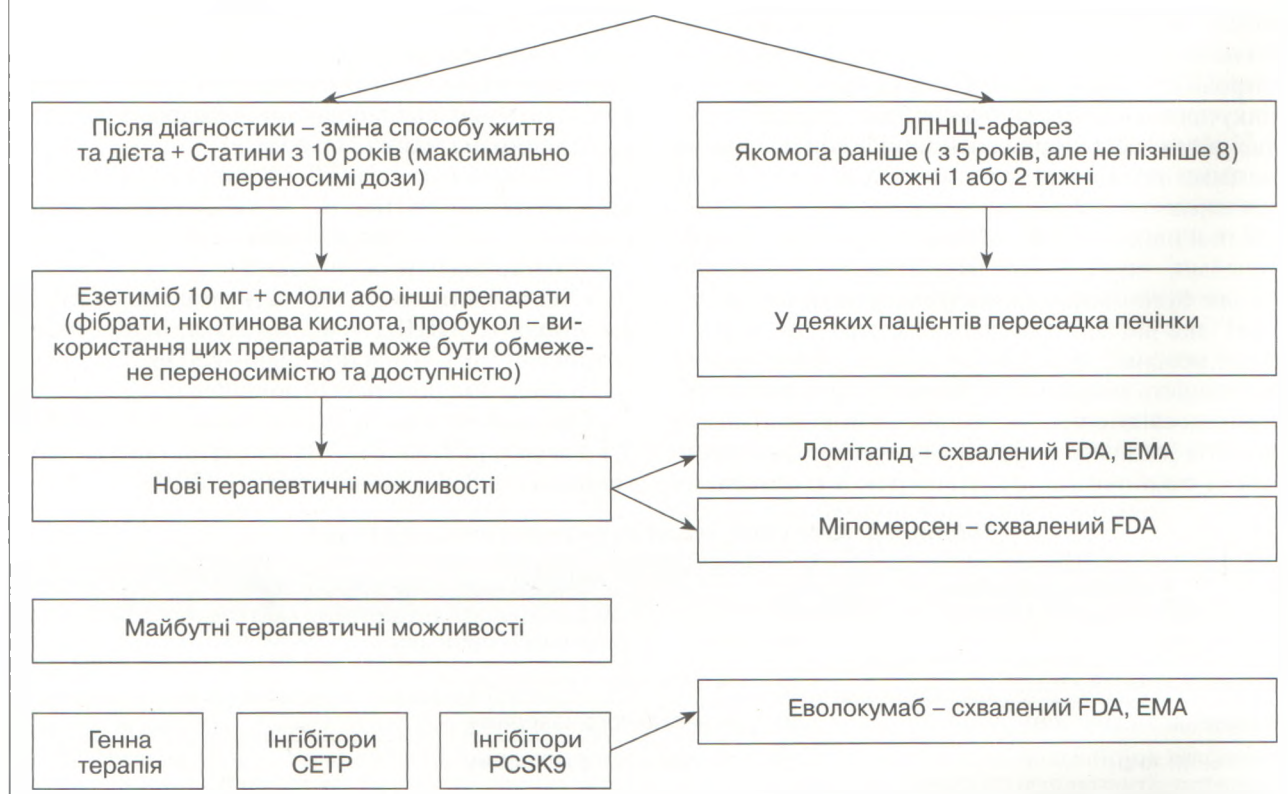 Після діагностики – зміна способу життя
та дієта + Статини з 10 років (максимально
переносимі дози)
ЛПНЩ-афарез
Якомога раніше ( з 5 років, але не пізніше 8)
кожні 1 або 2 тижні
Езетиміб 10 мг + смоли або інші препарати
(фібрати, нікотинова кислота, пробукол – ви-
користання цих препаратів може бути обмеже-
не переносимістю та доступністю)
У деяких пацієнтів пересадка печінки
Нові терапевтичні можливості
Ломітапід – схвалений FDA, EMA
Міпомерсен – схвалений FDA
Майбутні терапевтичні можливості
Генна
терапія
Інгібітори
CETP
Інгібітори
PCSK9
Еволокумаб – схвалений FDA, EMA